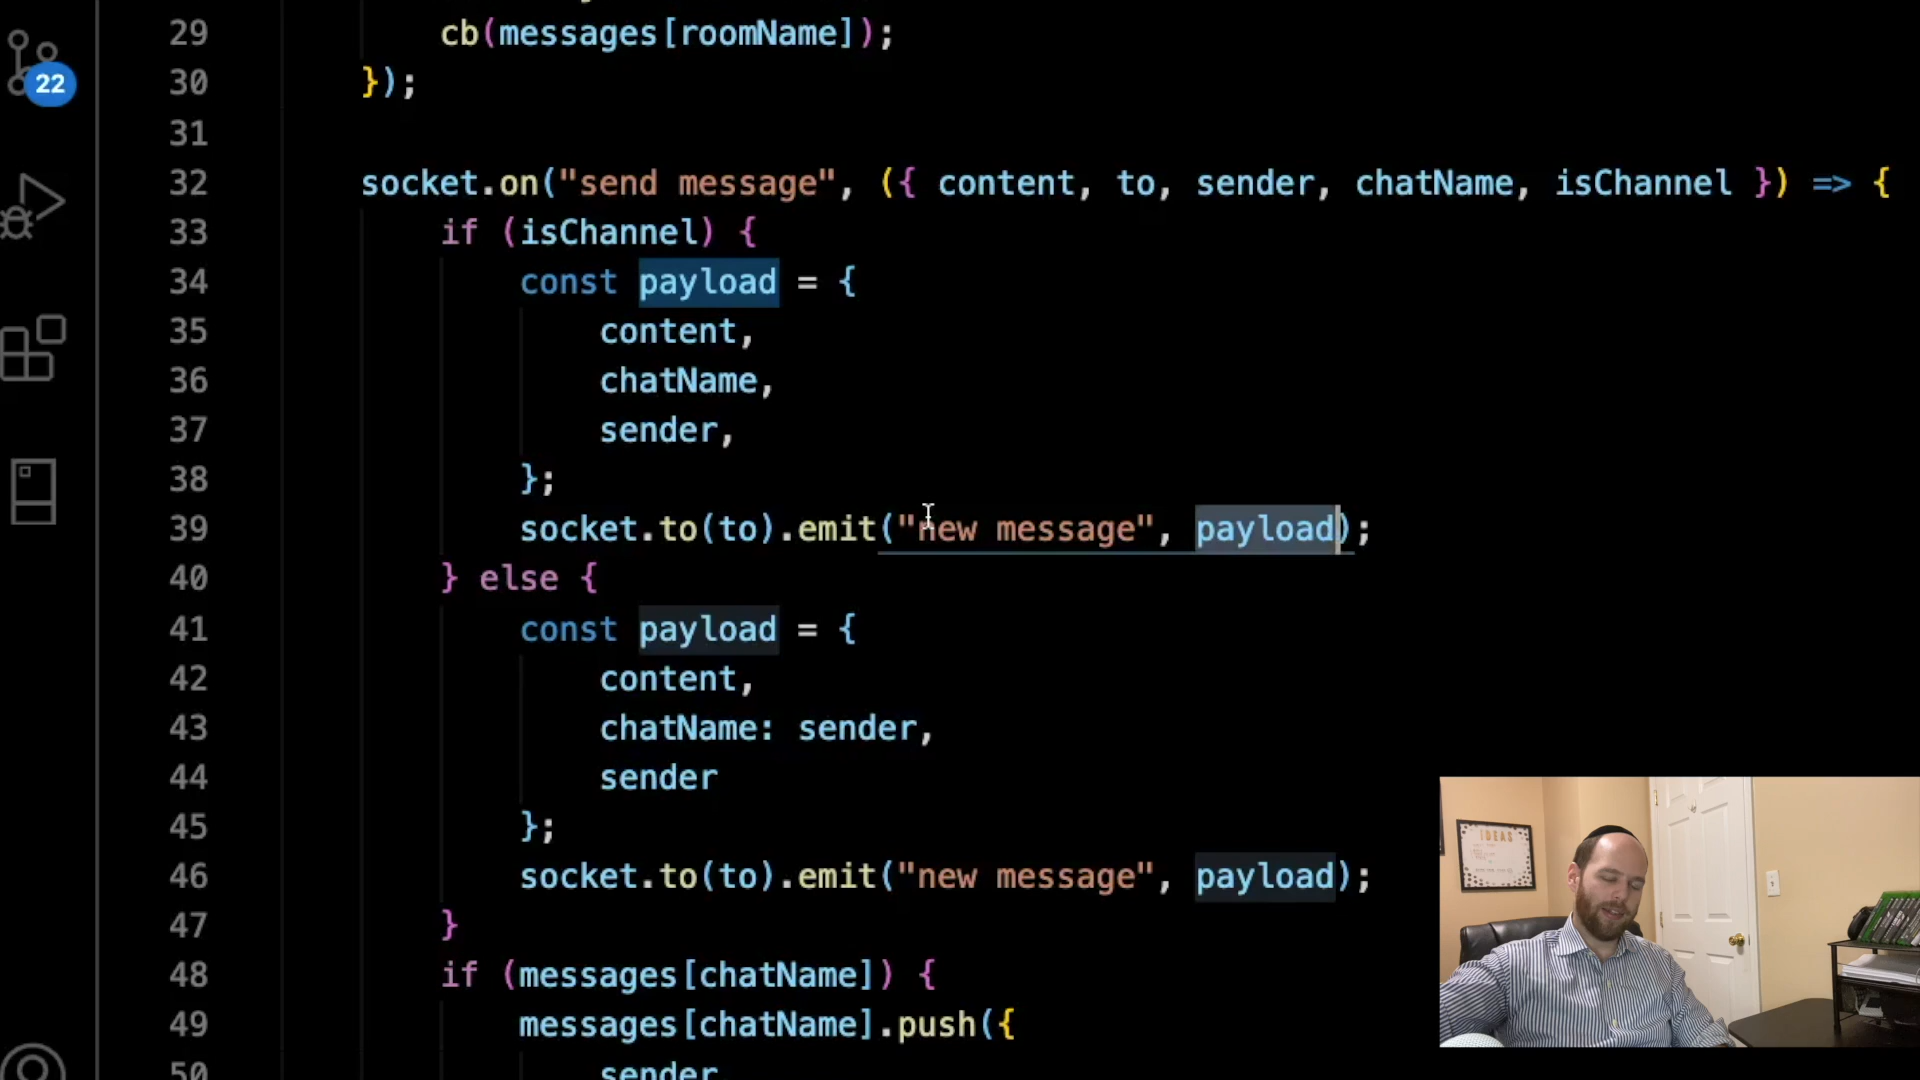 29 cb(messages[roomName]);
22
30 });
31
32 socket.on("send message", ({ content, to, sender, chatName, isChannel }) => {
33 if (isChannel) {
34 const payload = {
35 content,
36 chatName,
37 sender,
38 };
39 socket.to(to).emit("new message", payload);
40 } else {
41 const payload = {
42 content,
43 chatName: sender,
44 sender
45 };
46 socket.to(to).emit("new message", payload);
47 }
48 if (messages[chatName]) {
49 messages[chatName].push({
50 sender
IDEAS